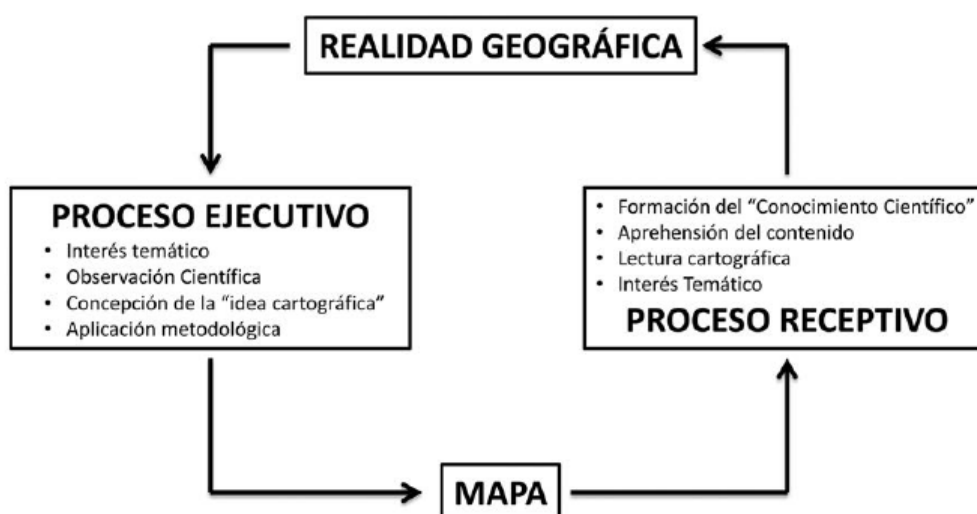 REALIDAD GEOGRÁFICA
PROCESO EJECUTIVO
• Interés temático
• Observación Científica
• Concepción de la “idea cartográfica”
• Aplicación metodológica
• Formación del “Conocimiento Científico”
• Aprehensión del contenido
• Lectura cartográfica
• Interés Temático
PROCESO RECEPTIVO
MAPA